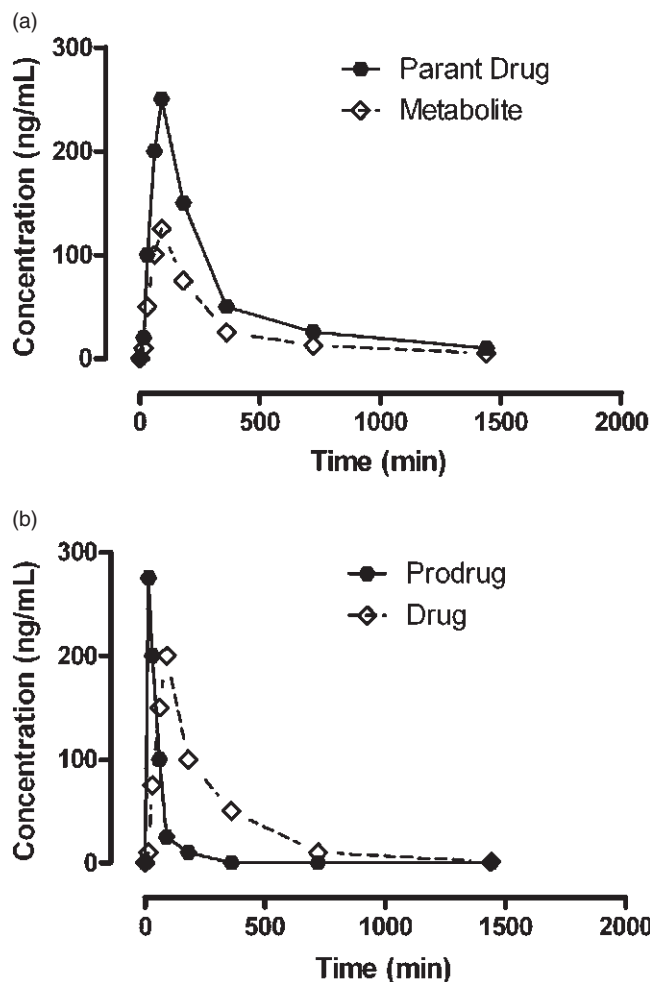 (a)
300
200
100
0
Concentration (ng/mL)
Parant Drug
Metabolite
0 500 1000 1500 2000
Time (min)
(b)
300
200
100
0
Concentration (ng/mL)
Prodrug
Drug
0 500 1000 1500 2000
Time (min)